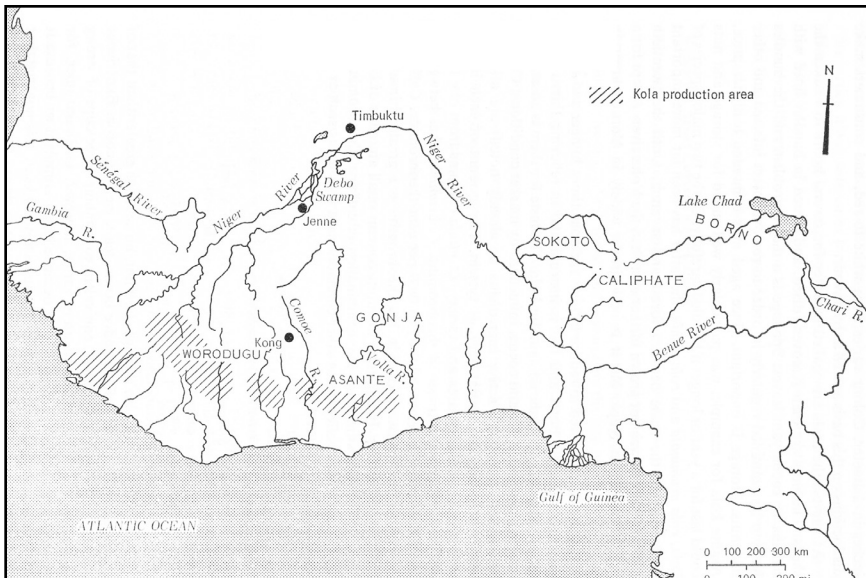 N
Kola production area
Timbuktu
Sénégal River
Niger River
Niger River
Debo
Swamp
Gambia
R.
Jenne
Lake Chad
BORNO
SOKOTO
CALIPHATE
Chari R.
Comoe
R.
GONJA
Benue River
Kong
WORODUGU
Volta R.
ASANTE
Gulf of Guinea
ATLANTIC OCEAN
0 100 200 300 km
0 100 200 mi